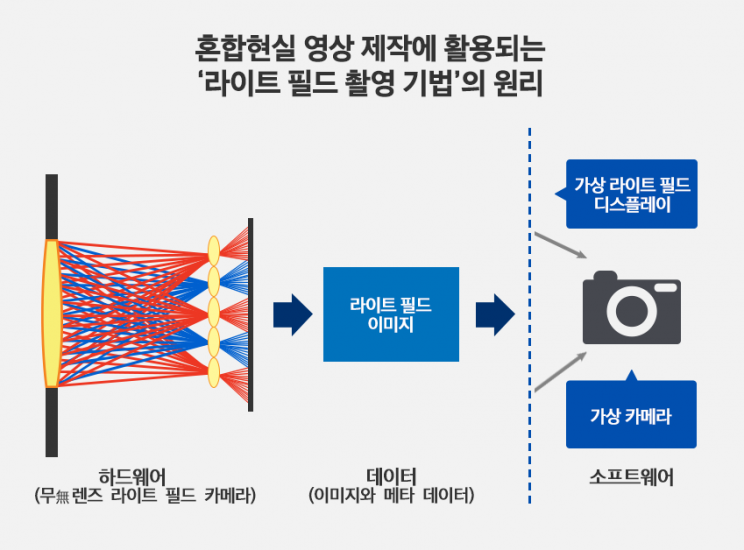 혼합현실 영상 제작에 활용되는
‘라이트 필드 촬영 기법’의 원리
가상 라이트 필드
디스플레이
라이트 필드
이미지
가상 카메라
하드웨어
(무無렌즈 라이트 필드 카메라)
데이터
(이미지와 메타 데이터)
소프트웨어